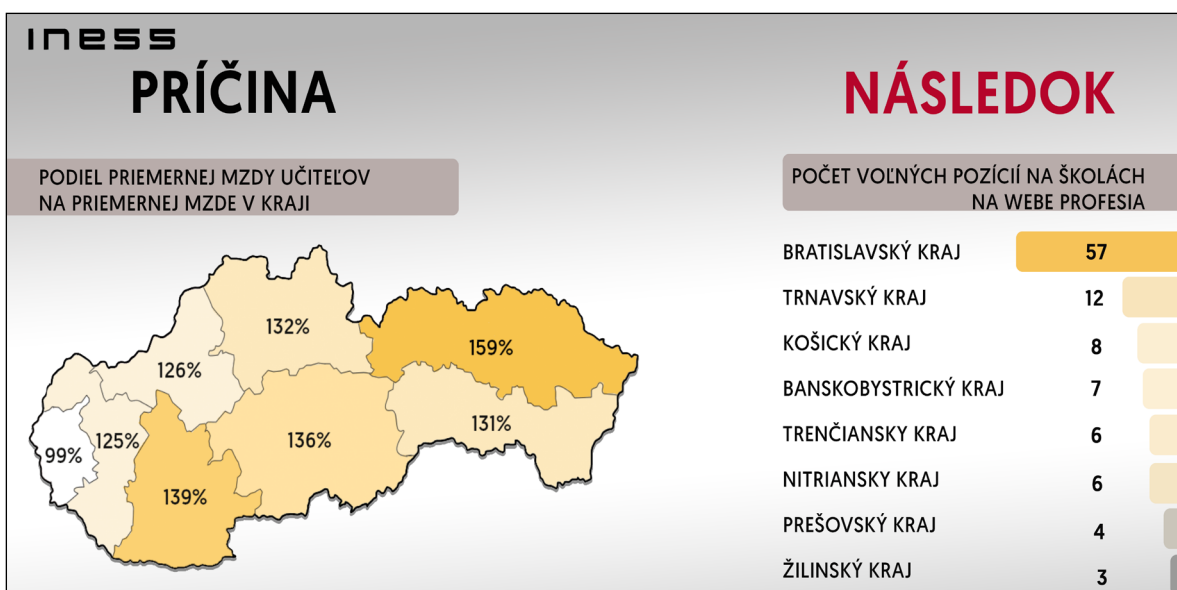 INESS
PRÍČINA
NÁSLEDOK
PODIEL PRIEMERNEJ MZDY UČITEĽOV
NA PRIEMERNEJ MZDE V KRAJI
132%
159%
126%
131%
125%
136%
99%
139%
POČET VOĽNÝCH POZÍCIÍ NA ŠKOLÁCH
NA WEBE PROFESIA
BRATISLAVSKÝ KRAJ 57
TRNAVSKÝ KRAJ 12
KOŠICKÝ KRAJ 8
BANSKOBYSTRICKÝ KRAJ 7
TRENČIANSKY KRAJ 6
NITRIANSKY KRAJ 6
PREŠOVSKÝ KRAJ 4
ŽILINSKÝ KRAJ 3